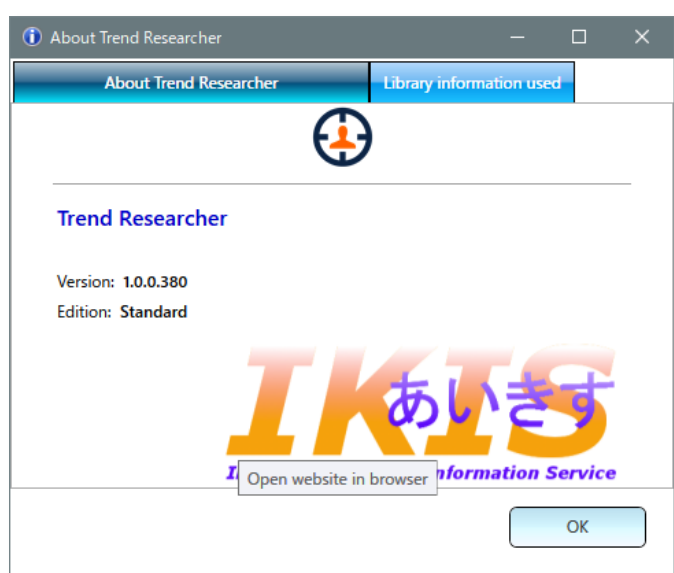 About Trend Researcher
About Trend Researcher Library information used
Trend Researcher
Version: 1.0.0.380
Edition: Standard
IKIS
あいきす
Information Service
Open website in browser
OK